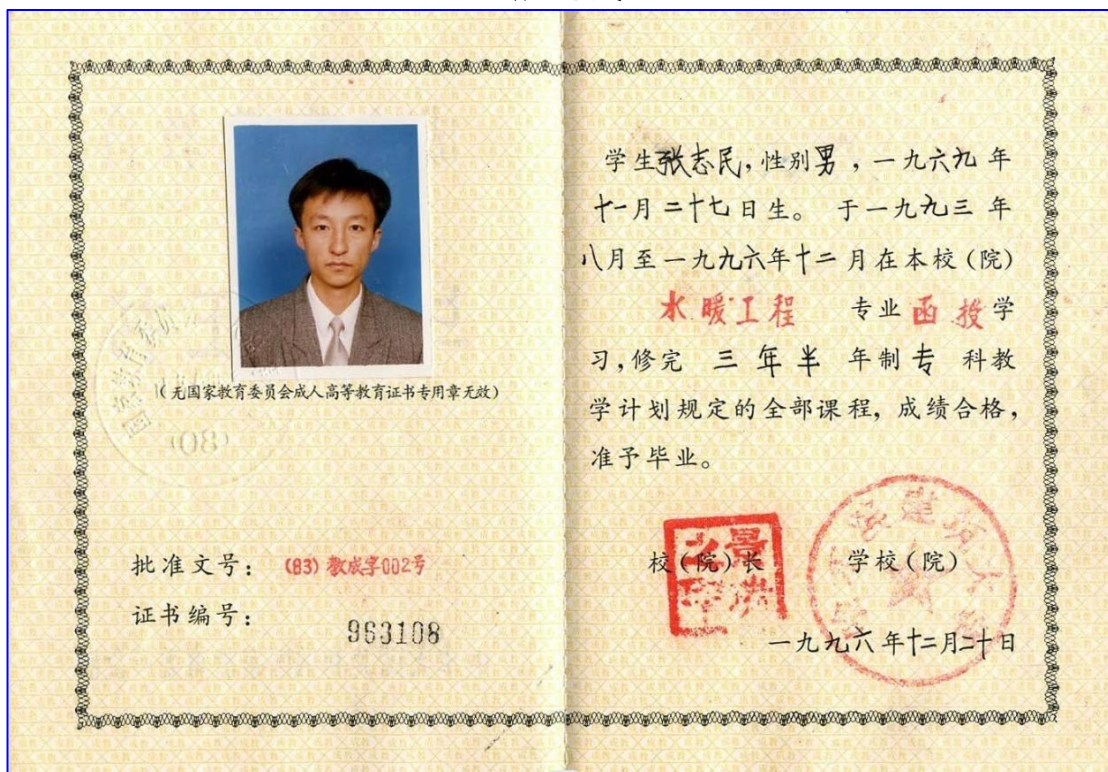 (无国家教育委员会成人高等教育证书专用章无效)
批准文号: (83)教成字002号
证书编号: 963108
学生张志民,性别男,一九六九年
十一月二十七日生。于一九九三年
八月至一九九六年十二月在本校(院)
水暖工程 专业函授学
习,修完 三年半 年制专科教
学计划规定的全部课程,成绩合格,
准予毕业。
校(院)长 学校(院)
一九九六年十二月二十日